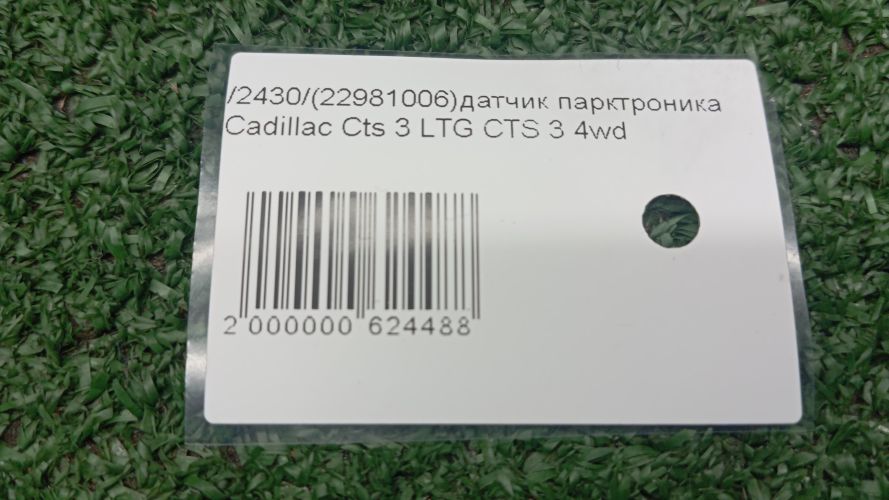 /2430/(22981006)датчик парктроника
Cadillac Cts 3 LTG CTS 3 4wd
2 000000 624488